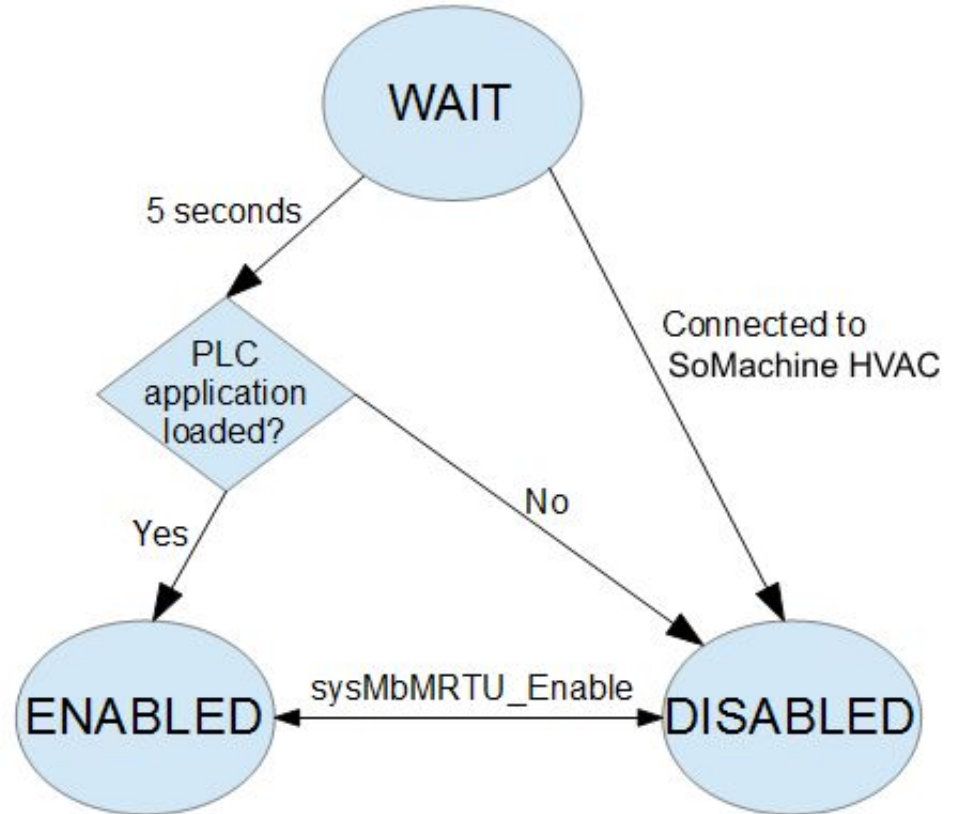 WAIT
5 seconds
Connected to
SoMachine HVAC
PLC
application
loaded?
No
Yes
sysMbMRTU_Enable
ENABLED
DISABLED